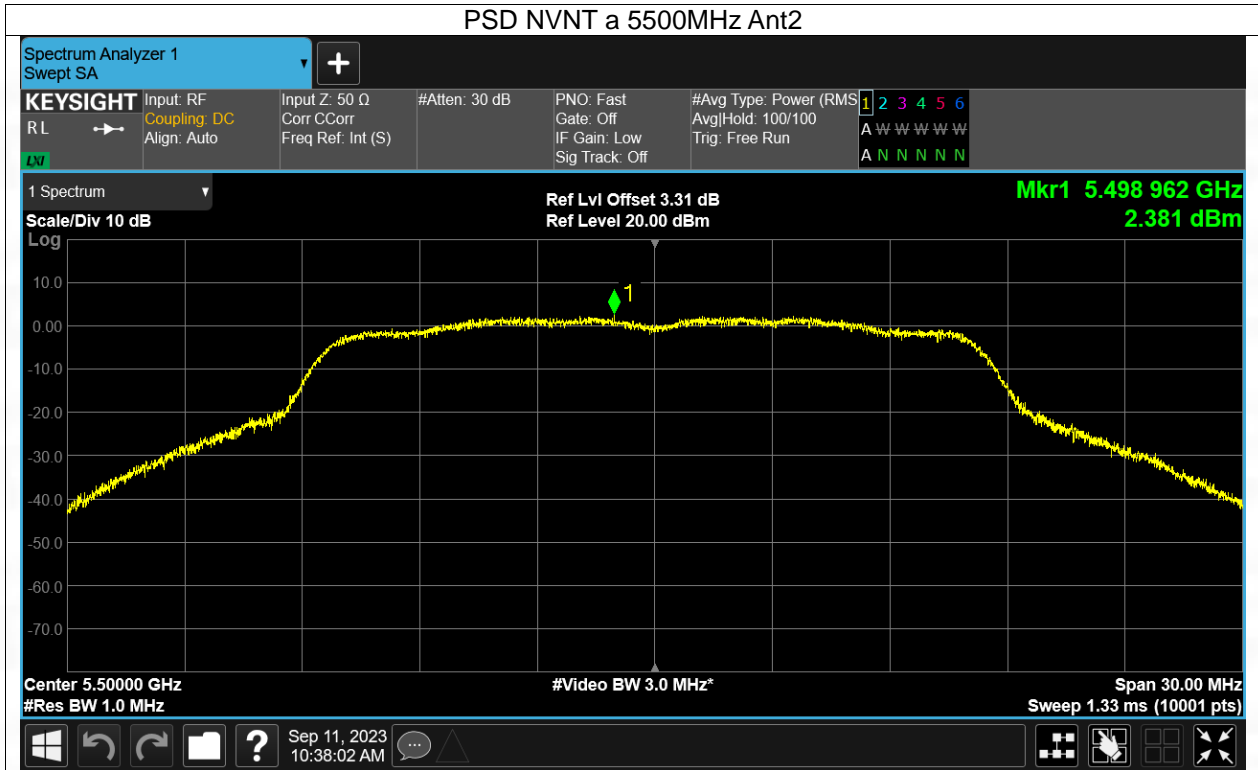 PSD NVNT a 5500MHz Ant2
Spectrum Analyzer 1
Swept SA
KEYSIGHT
RL
LXI
Input: RF
Coupling: DC
Align: Auto
Input Z: 50 Ω
Corr CCorr
Freq Ref: Int (S)
#Atten: 30 dB
PNO: Fast
Gate: Off
IF Gain: Low
Sig Track: Off
#Avg Type: Power (RMS
Avg|Hold: 100/100
Trig: Free Run
1 2 3 4 5 6
A W W W W W
A N N N N N
1 Spectrum
Scale/Div 10 dB
Log
Ref Lvl Offset 3.31 dB
Ref Level 20.00 dBm
Mkr1 5.498 962 GHz
2.381 dBm
1
10.0
0.00
-10.0
-20.0
-30.0
-40.0
-50.0
-60.0
-70.0
Center 5.50000 GHz
#Res BW 1.0 MHz
#Video BW 3.0 MHz*
Span 30.00 MHz
Sweep 1.33 ms (10001 pts)
?
Sep 11, 2023
10:38:02 AM